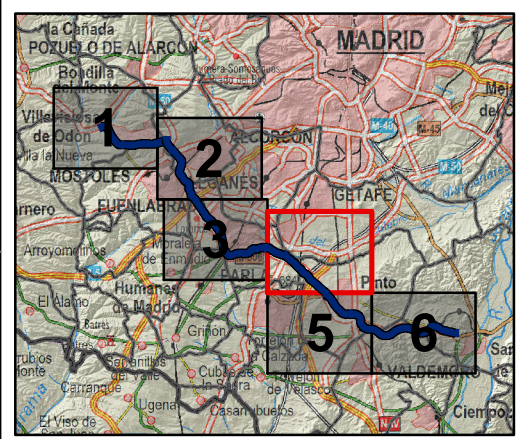 la Cañada
POZUELO DE ALARCÓN
MADRID
Boadilla
del Monte
M-50
1
Villaviciosa
de Odón
2
ALCORCÓN
M-40
M-45
M-50
MÓSTOLES
LEGANÉS
GETAFE
FUENLABRADA
Arroyomolinos
3
Moraleja
de Enmedio
PARLA
Pinto
El Álamo
Humanes
de Madrid
Batres
Griñón
5
6
Serranillos
del Valle
Cubas de
la Sagra
Torrejón de
la Calzada
Torrejón
de Velasco
VALDEMORO
Carranque
Ugena
Casarrubuelos
Ciempo
El Viso de
San Juan
N-IV